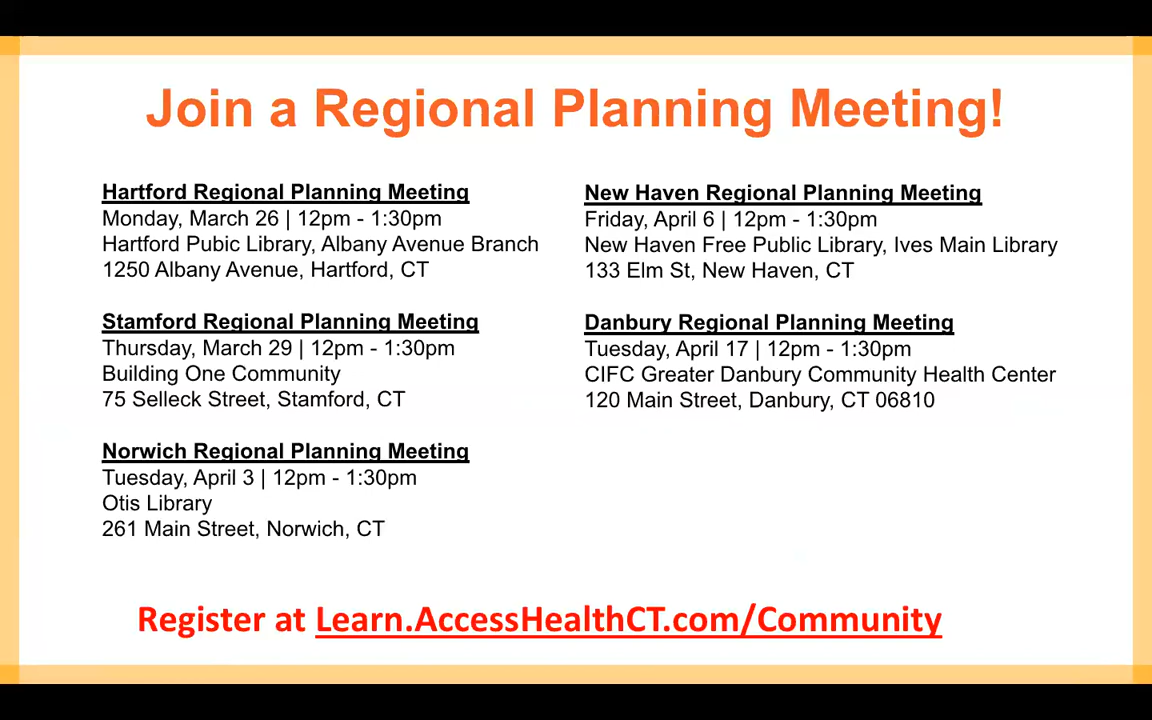 Join a Regional Planning Meeting!
Hartford Regional Planning Meeting
Monday, March 26 | 12pm - 1:30pm
Hartford Pubic Library, Albany Avenue Branch
1250 Albany Avenue, Hartford, CT
Stamford Regional Planning Meeting
Thursday, March 29 | 12pm - 1:30pm
Building One Community
75 Selleck Street, Stamford, CT
Norwich Regional Planning Meeting
Tuesday, April 3 | 12pm - 1:30pm
Otis Library
261 Main Street, Norwich, CT
New Haven Regional Planning Meeting
Friday, April 6 | 12pm - 1:30pm
New Haven Free Public Library, Ives Main Library
133 Elm St, New Haven, CT
Danbury Regional Planning Meeting
Tuesday, April 17 | 12pm - 1:30pm
CIFC Greater Danbury Community Health Center
120 Main Street, Danbury, CT 06810
Register at Learn.AccessHealthCT.com/Community